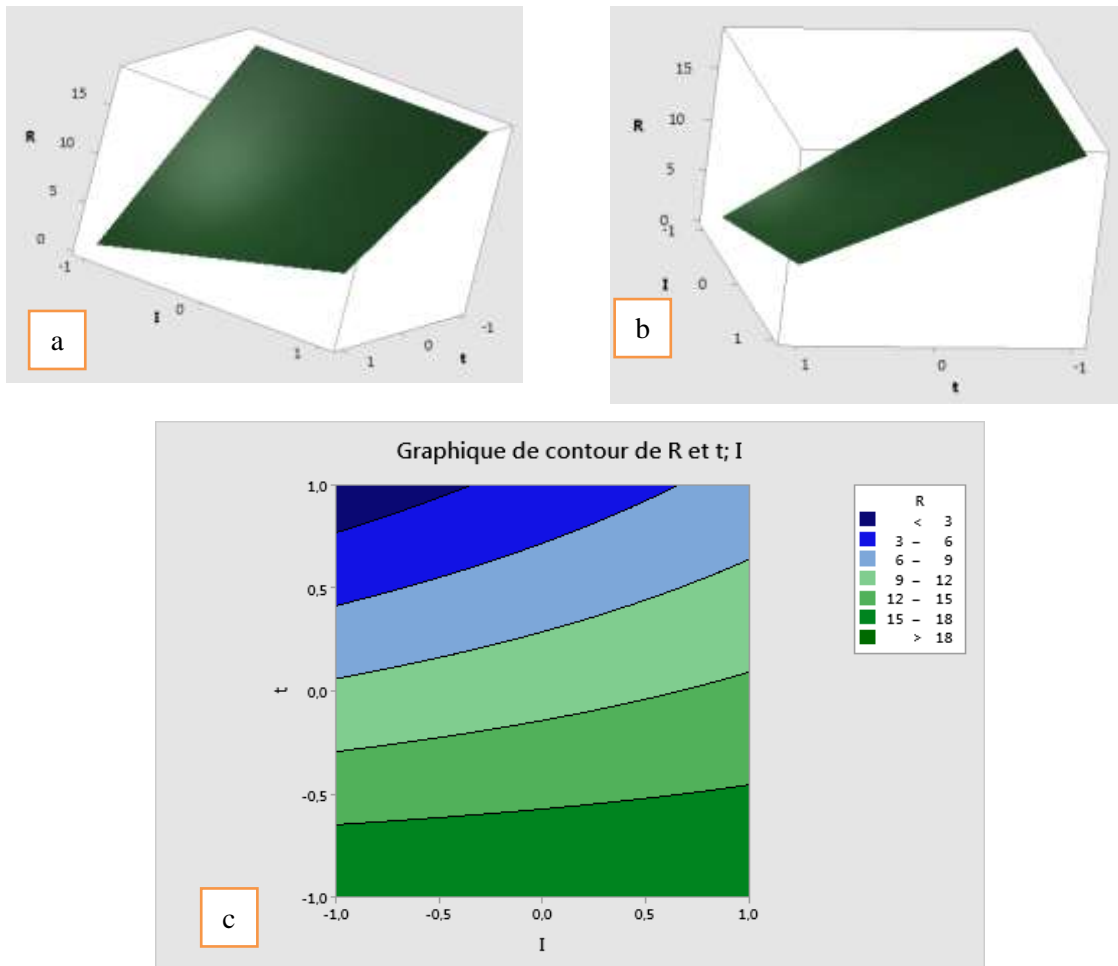 R
15
10
5
0
-1
I
0
1
1
0
-1
t
a
R
15
10
5
0
-1
I
0
1
1
0
-1
t
b
Graphique de contour de R et t; I
1,0
0,5
0,0
-0,5
-1,0
t
-1,0 -0,5 0,0 0,5 1,0
I
R
< 3
3 – 6
6 – 9
9 – 12
12 – 15
15 – 18
> 18
c